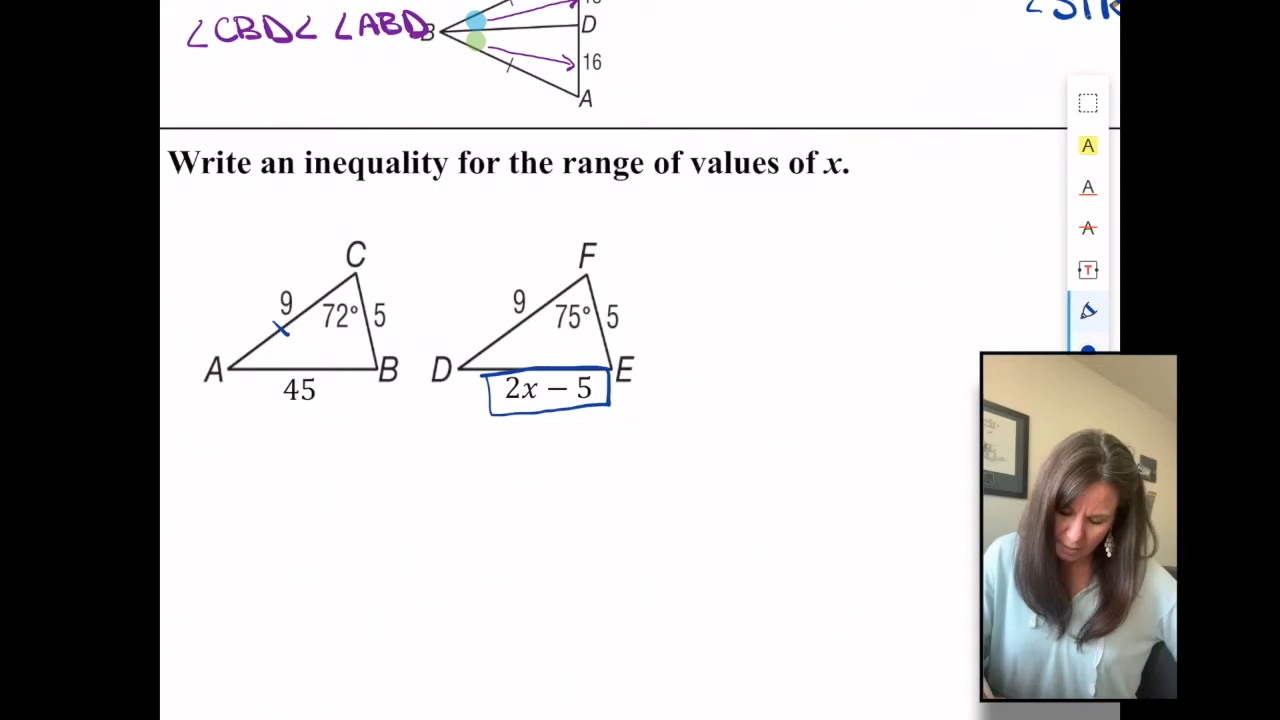 ∠CBD < ∠ABD
B
D
16
A
Write an inequality for the range of values of x.
C
F
9
72°
5
9
75°
5
A
B
D
E
45
2x − 5
A
A
A
T